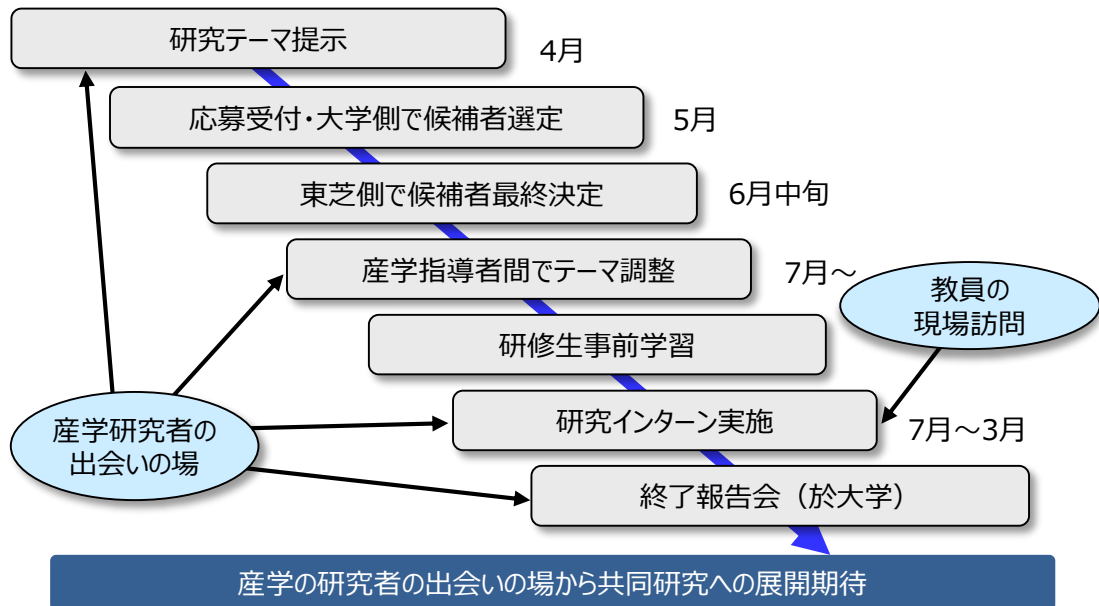 研究テーマ提示
4月
応募受付・大学側で候補者選定
5月
東芝側で候補者最終決定
6月中旬
産学指導者間でテーマ調整
7月～
教員の
現場訪問
研修生事前学習
産学研究者の
出会いの場
研究インターン実施
7月～3月
終了報告会（於大学）
産学の研究者の出会いの場から共同研究への展開期待